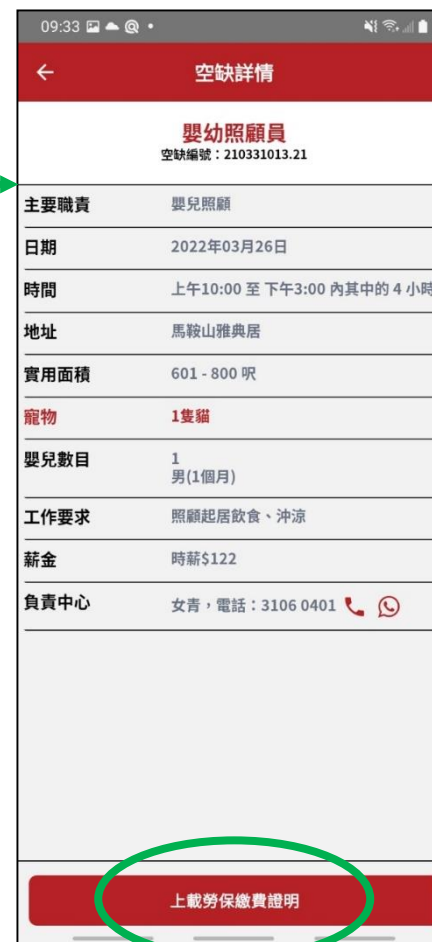 09:33
空缺詳情
嬰幼照顧員
空缺編號：210331013.21
主要職責 嬰兒照顧
日期 2022年03月26日
時間 上午10:00 至 下午3:00 內其中的 4 小時
地址 馬鞍山雅典居
實用面積 601 - 800 呎
寵物 1隻貓
嬰兒數目 1
男(1個月)
工作要求 照顧起居飲食、沖涼
薪金 時薪$122
負責中心 女青，電話：3106 0401
上載勞保繳費證明